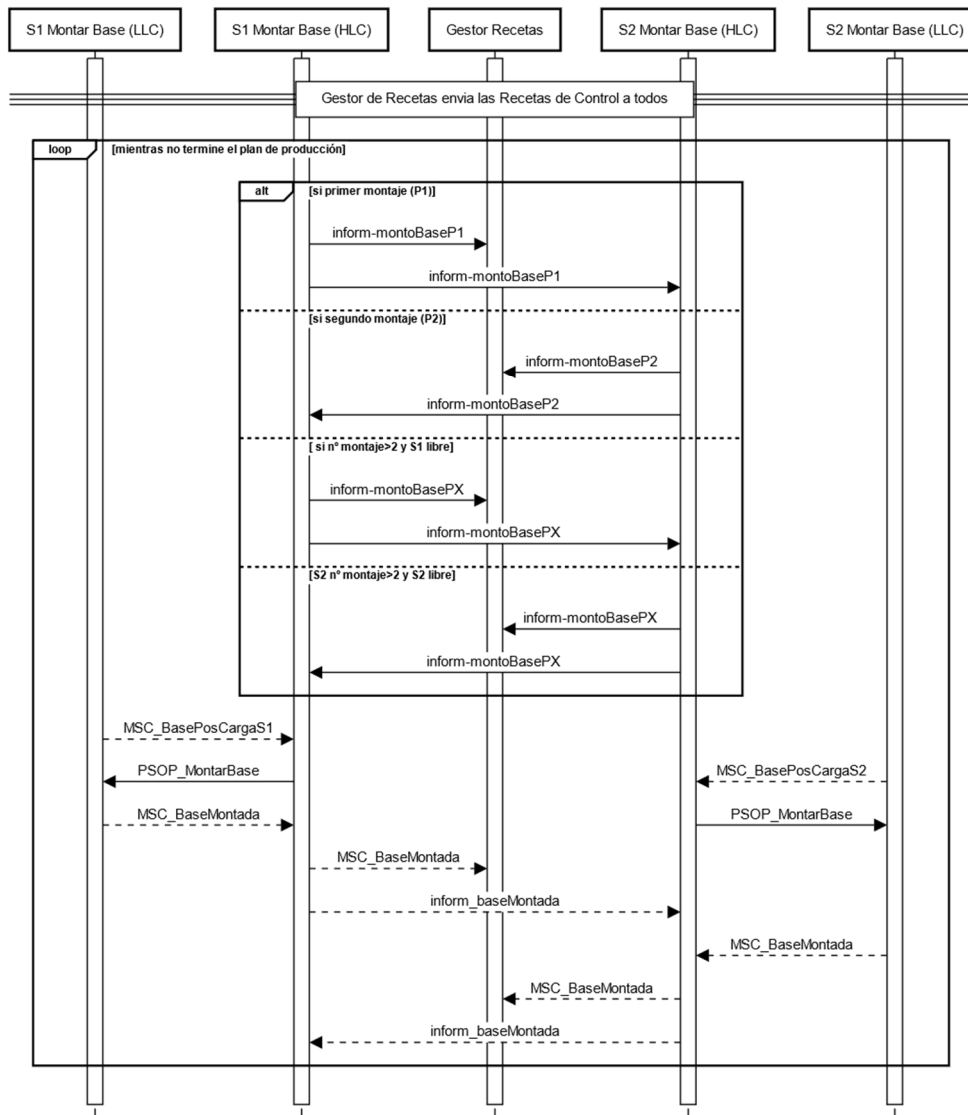 S1 Montar Base (LLC)
S1 Montar Base (HLC)
Gestor Recetas
S2 Montar Base (HLC)
S2 Montar Base (LLC)
Gestor de Recetas envia las Recetas de Control a todos
loop
[mientras no termine el plan de producción]
alt
[si primer montaje (P1)]
inform-montoBaseP1
inform-montoBaseP1
[si segundo montaje (P2)]
inform-montoBaseP2
inform-montoBaseP2
[ si nº montaje>2 y S1 libre]
inform-montoBasePX
inform-montoBasePX
[S2 nº montaje>2 y S2 libre]
inform-montoBasePX
inform-montoBasePX
MSC_BasePosCargaS1
PSOP_MontarBase
MSC_BasePosCargaS2
MSC_BaseMontada
PSOP_MontarBase
MSC_BaseMontada
inform_baseMontada
MSC_BaseMontada
MSC_BaseMontada
inform_baseMontada